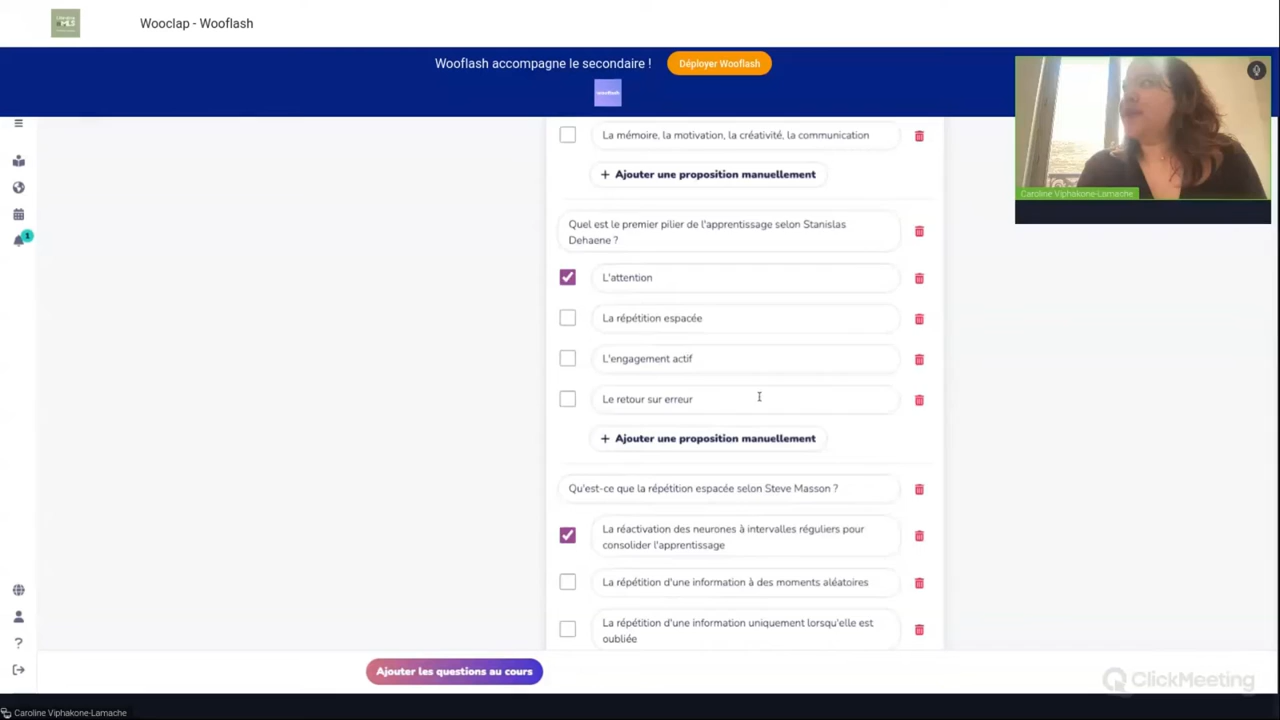 Wooclap - Wooflash
Wooflash accompagne le secondaire !
Déployer Wooflash
wooflash
Caroline Viphakone-Lamache
1
La mémoire, la motivation, la créativité, la communication
+ Ajouter une proposition manuellement
Quel est le premier pilier de l'apprentissage selon Stanislas
Dehaene ?
L'attention
La répétition espacée
L'engagement actif
Le retour sur erreur
+ Ajouter une proposition manuellement
Qu'est-ce que la répétition espacée selon Steve Masson ?
La réactivation des neurones à intervalles réguliers pour
consolider l'apprentissage
La répétition d'une information à des moments aléatoires
La répétition d'une information uniquement lorsqu'elle est
oubliée
?
Ajouter les questions au cours
ClickMeeting
Caroline Viphakone-Lamache